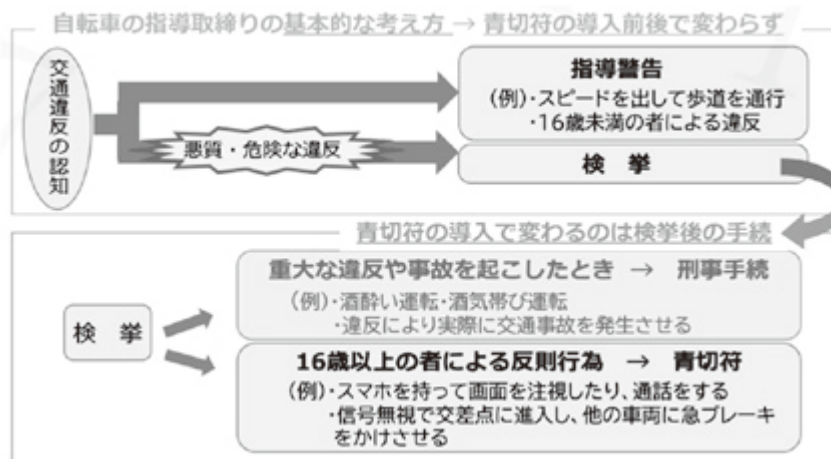 自転車の指導取締りの基本的な考え方 → 青切符の導入前後で変わらず
交通違反の認知
指導警告
(例)・スピードを出して歩道を通行
・16歳未満の者による違反
悪質・危険な違反
検 挙
青切符の導入で変わるのは検挙後の手続
検 挙
重大な違反や事故を起こしたとき → 刑事手続
(例)・酒酔い運転・酒気帯び運転
・違反により実際に交通事故を発生させる
16歳以上の者による反則行為 → 青切符
(例)・スマホを持って画面を注視したり、通話をする
・信号無視で交差点に進入し、他の車両に急ブレーキ
をかけさせる